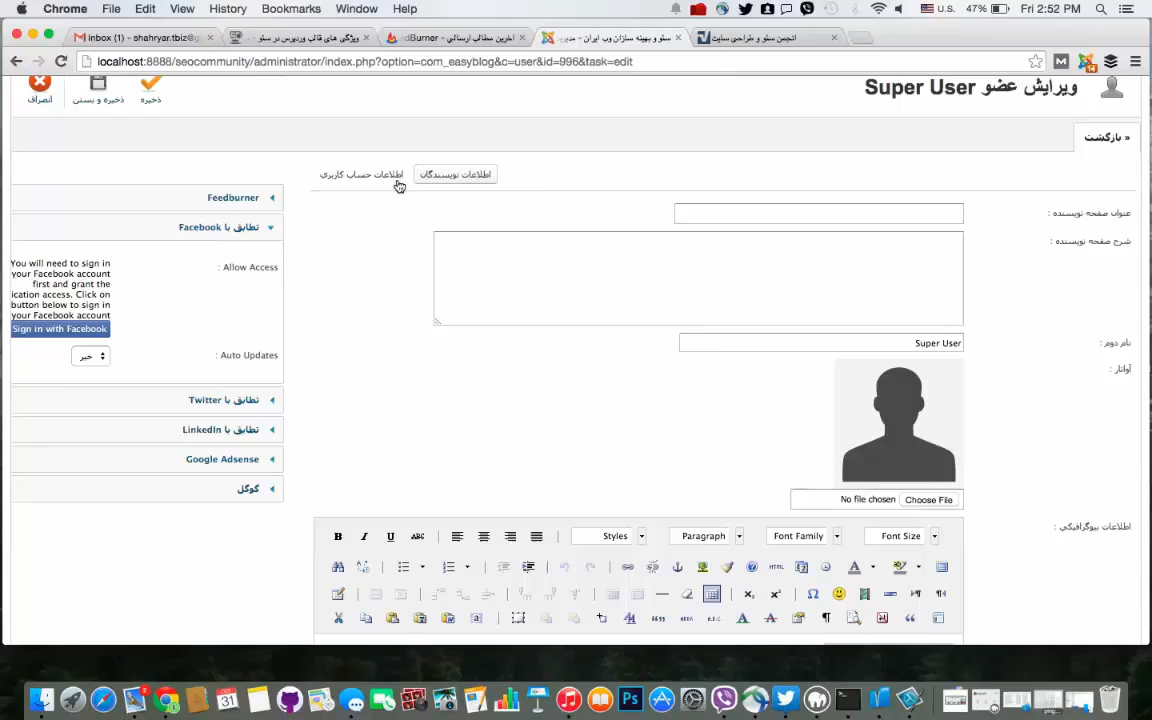 Chrome File Edit View History Bookmarks Window Help U.S. 47% Fri 2:52 PM
Inbox (1) - shahryar.tbiz@g
ویژگی های قالب وردپرس در سئو -
آخرین مطالب ارسالی - dBurner
سئو و بهینه سازان وب ایران - مدیر
انجمن سئو و طراحی سایت
localhost:8888/seocommunity/administrator/index.php?option=com_easyblog&c=user&id=996&task=edit
ویرایش عضو Super User
ذخیره
ذخیره و بستن
انصراف
« بازگشت
اطلاعات نویسندگان
اطلاعات حساب کاربری
عنوان صفحه نویسنده :
شرح صفحه نویسنده :
نام دوم :
Super User
آواتار :
Choose File No file chosen
اطلاعات بیوگرافیکی :
B I U ABC Styles Paragraph Font Family Font Size
HTML
Feedburner
تطابق با Facebook
Allow Access :
You will need to sign in
your Facebook account
first and grant the
ication access. Click on
button below to sign in
your Facebook account
Sign in with Facebook
Auto Updates :
خیر
تطابق با Twitter
تطابق با LinkedIn
Google Adsense
گوگل